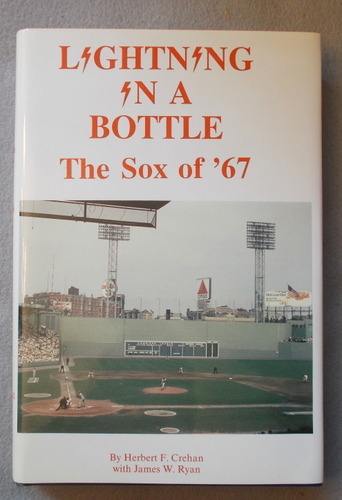 LIGHTNING
IN A
BOTTLE
The Sox of '67
By Herbert F. Crehan
with James W. Ryan